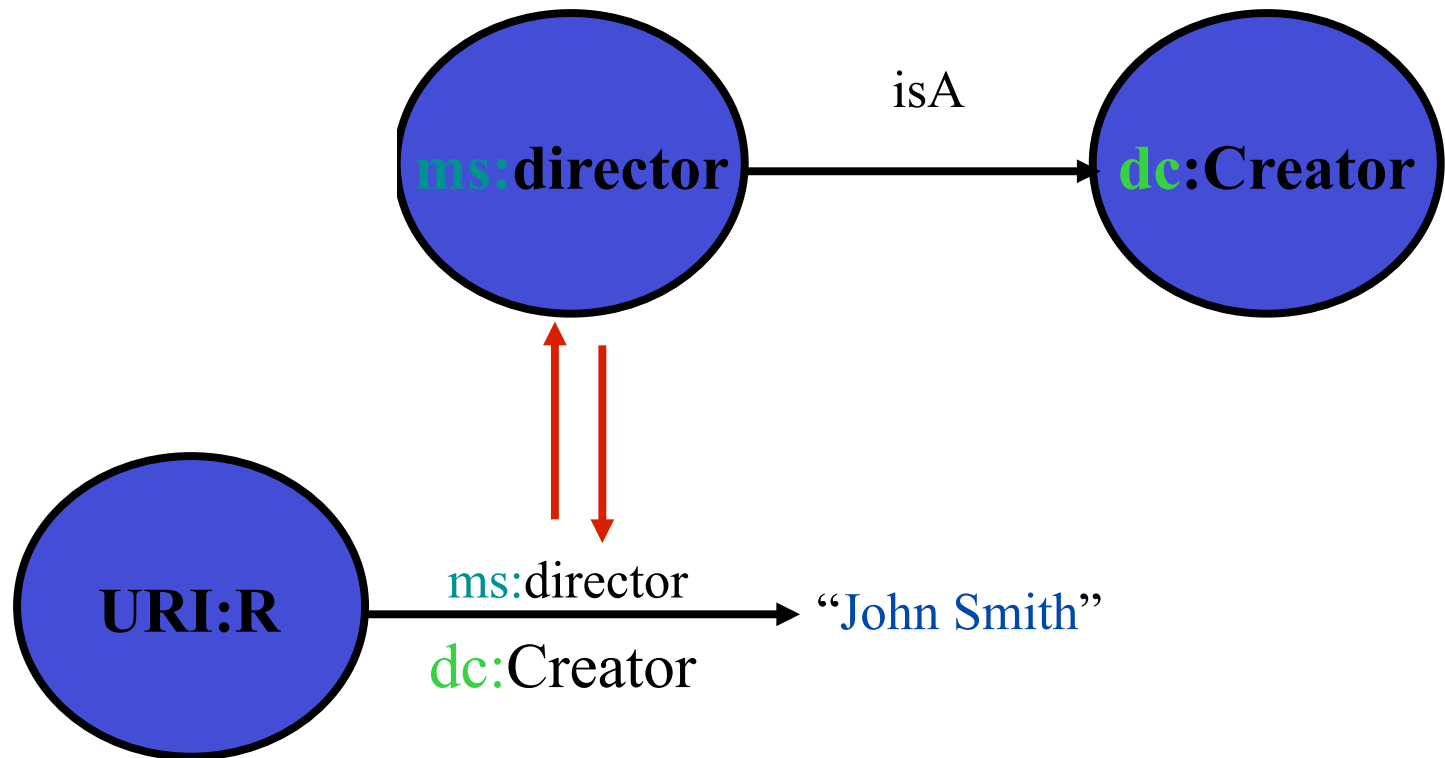 isA
ms:director
dc:Creator
ms:director
URI:R
“John Smith”
dc:Creator